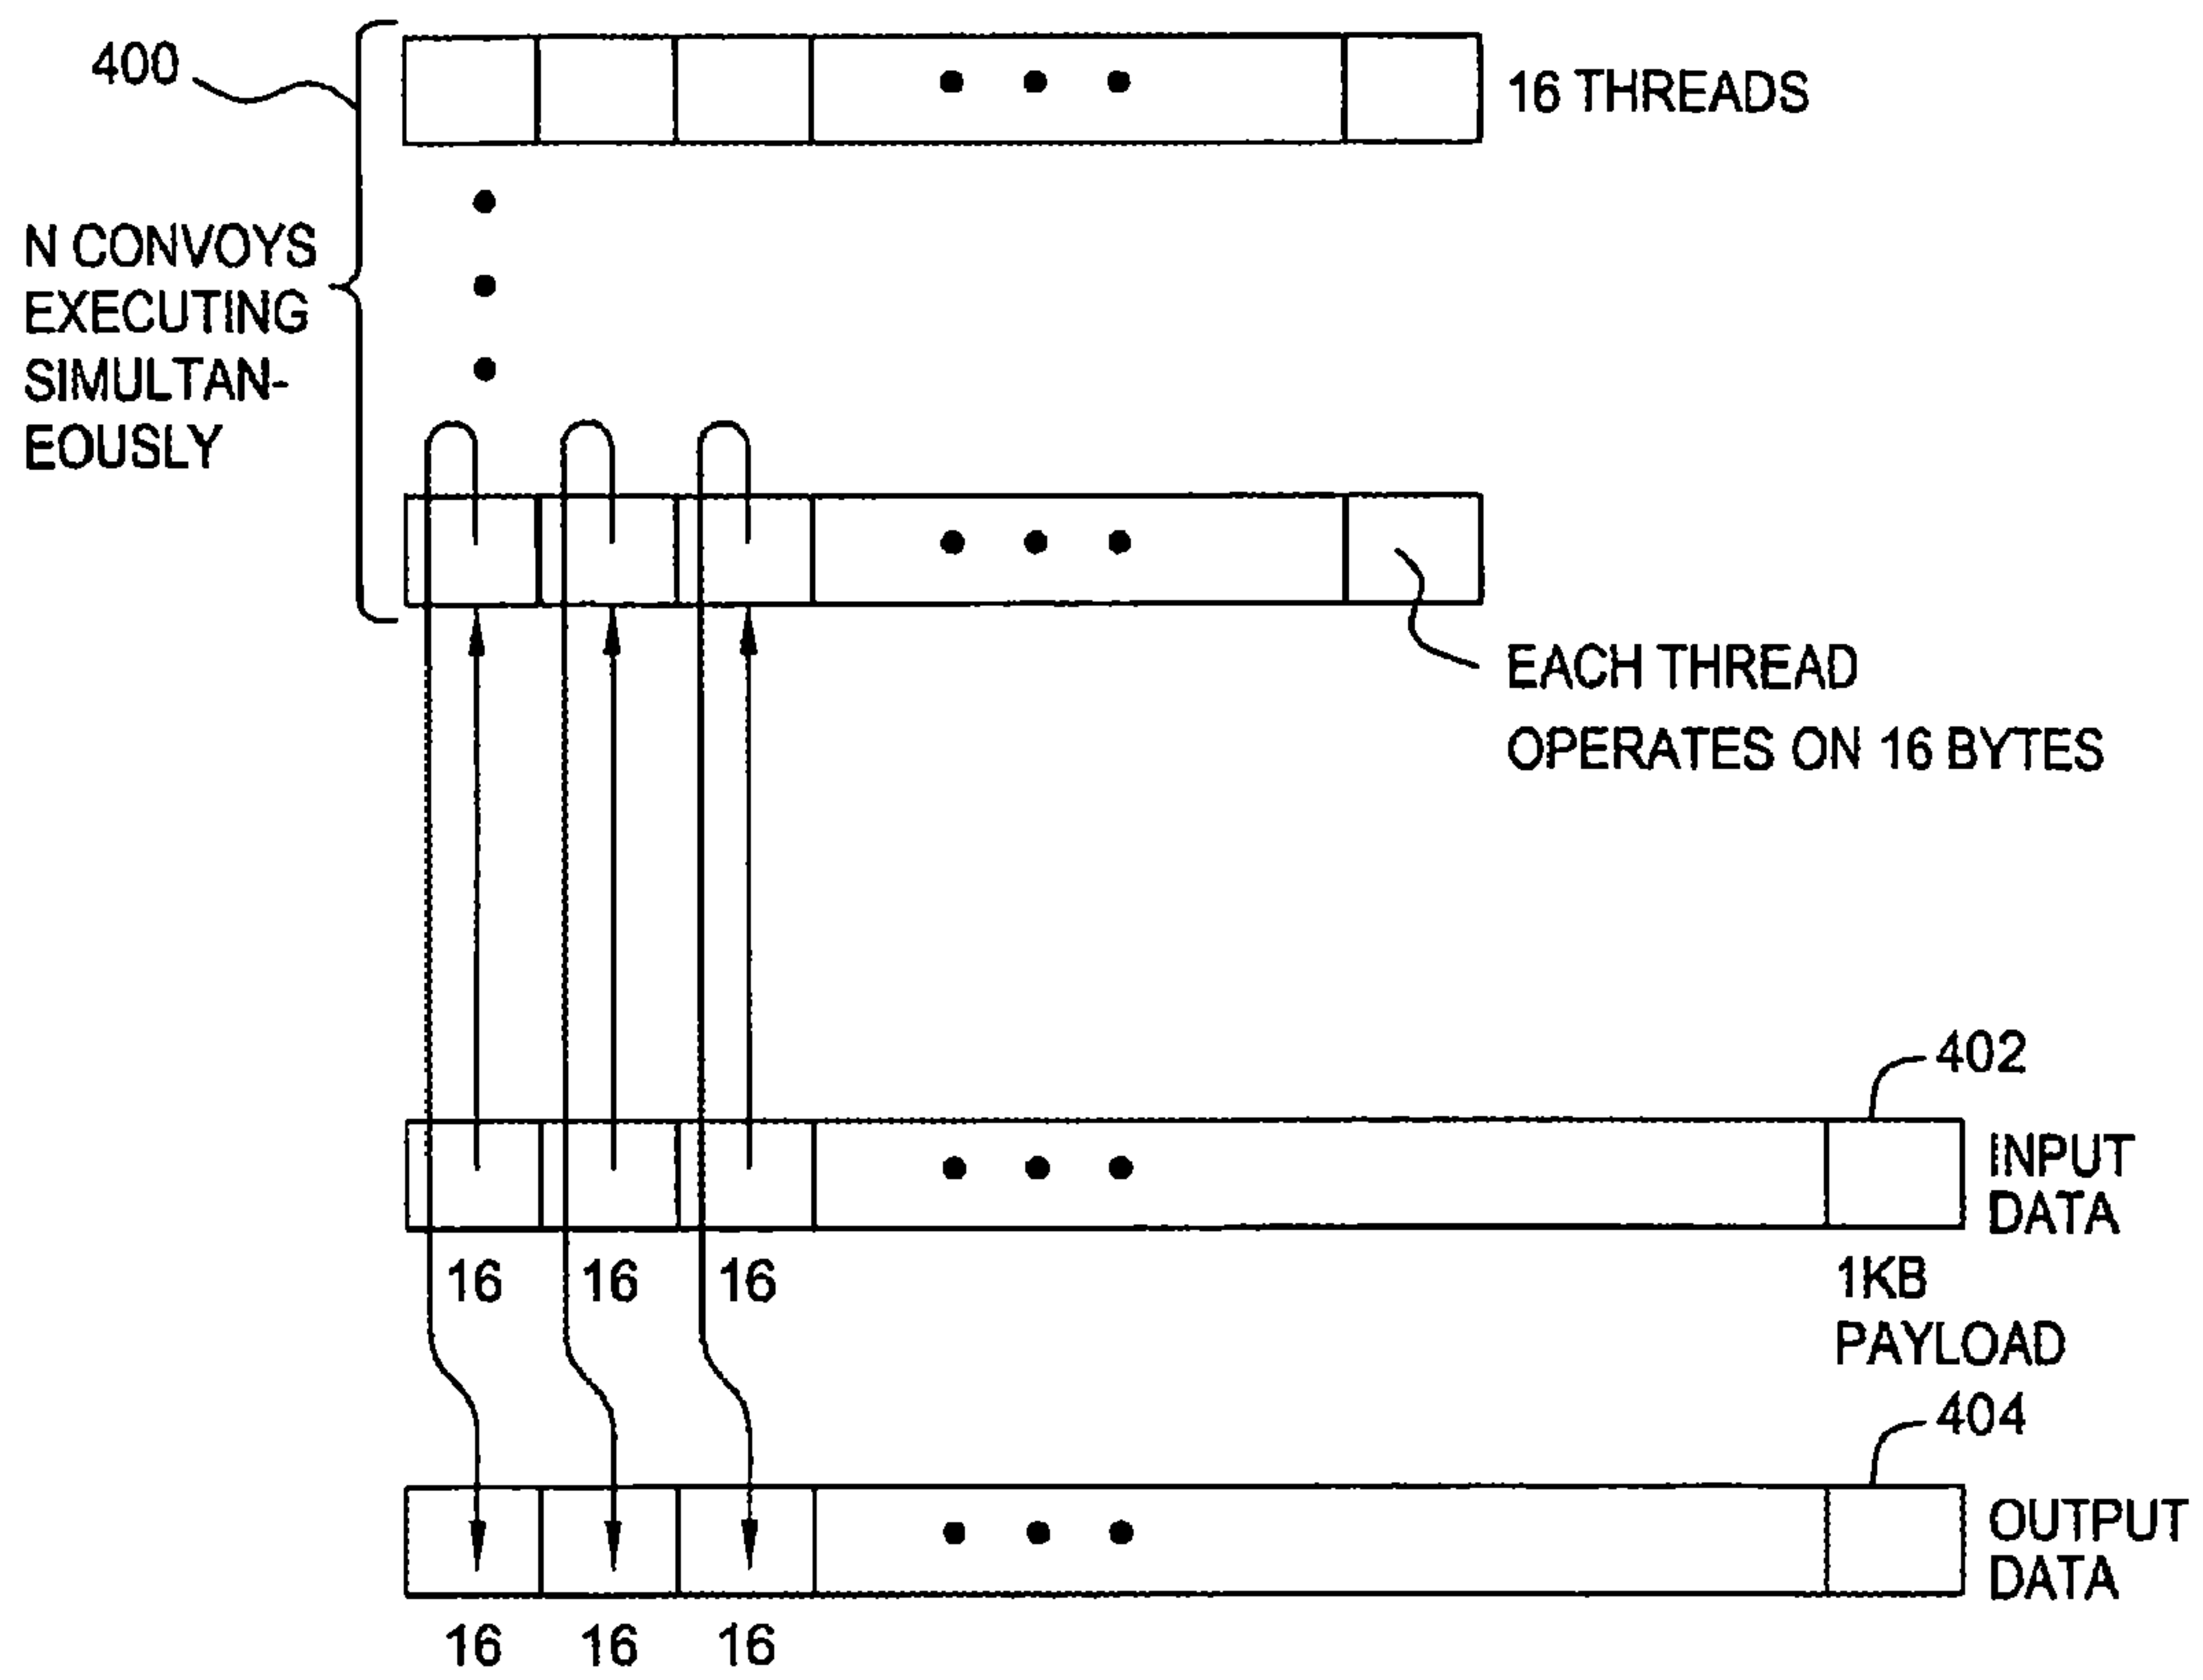 400
16 THREADS
N CONVOYS
EXECUTING
SIMULTAN-
EOUSLY
EACH THREAD
OPERATES ON 16 BYTES
402
INPUT
DATA
16 16 16
1KB
PAYLOAD
404
OUTPUT
DATA
16 16 16